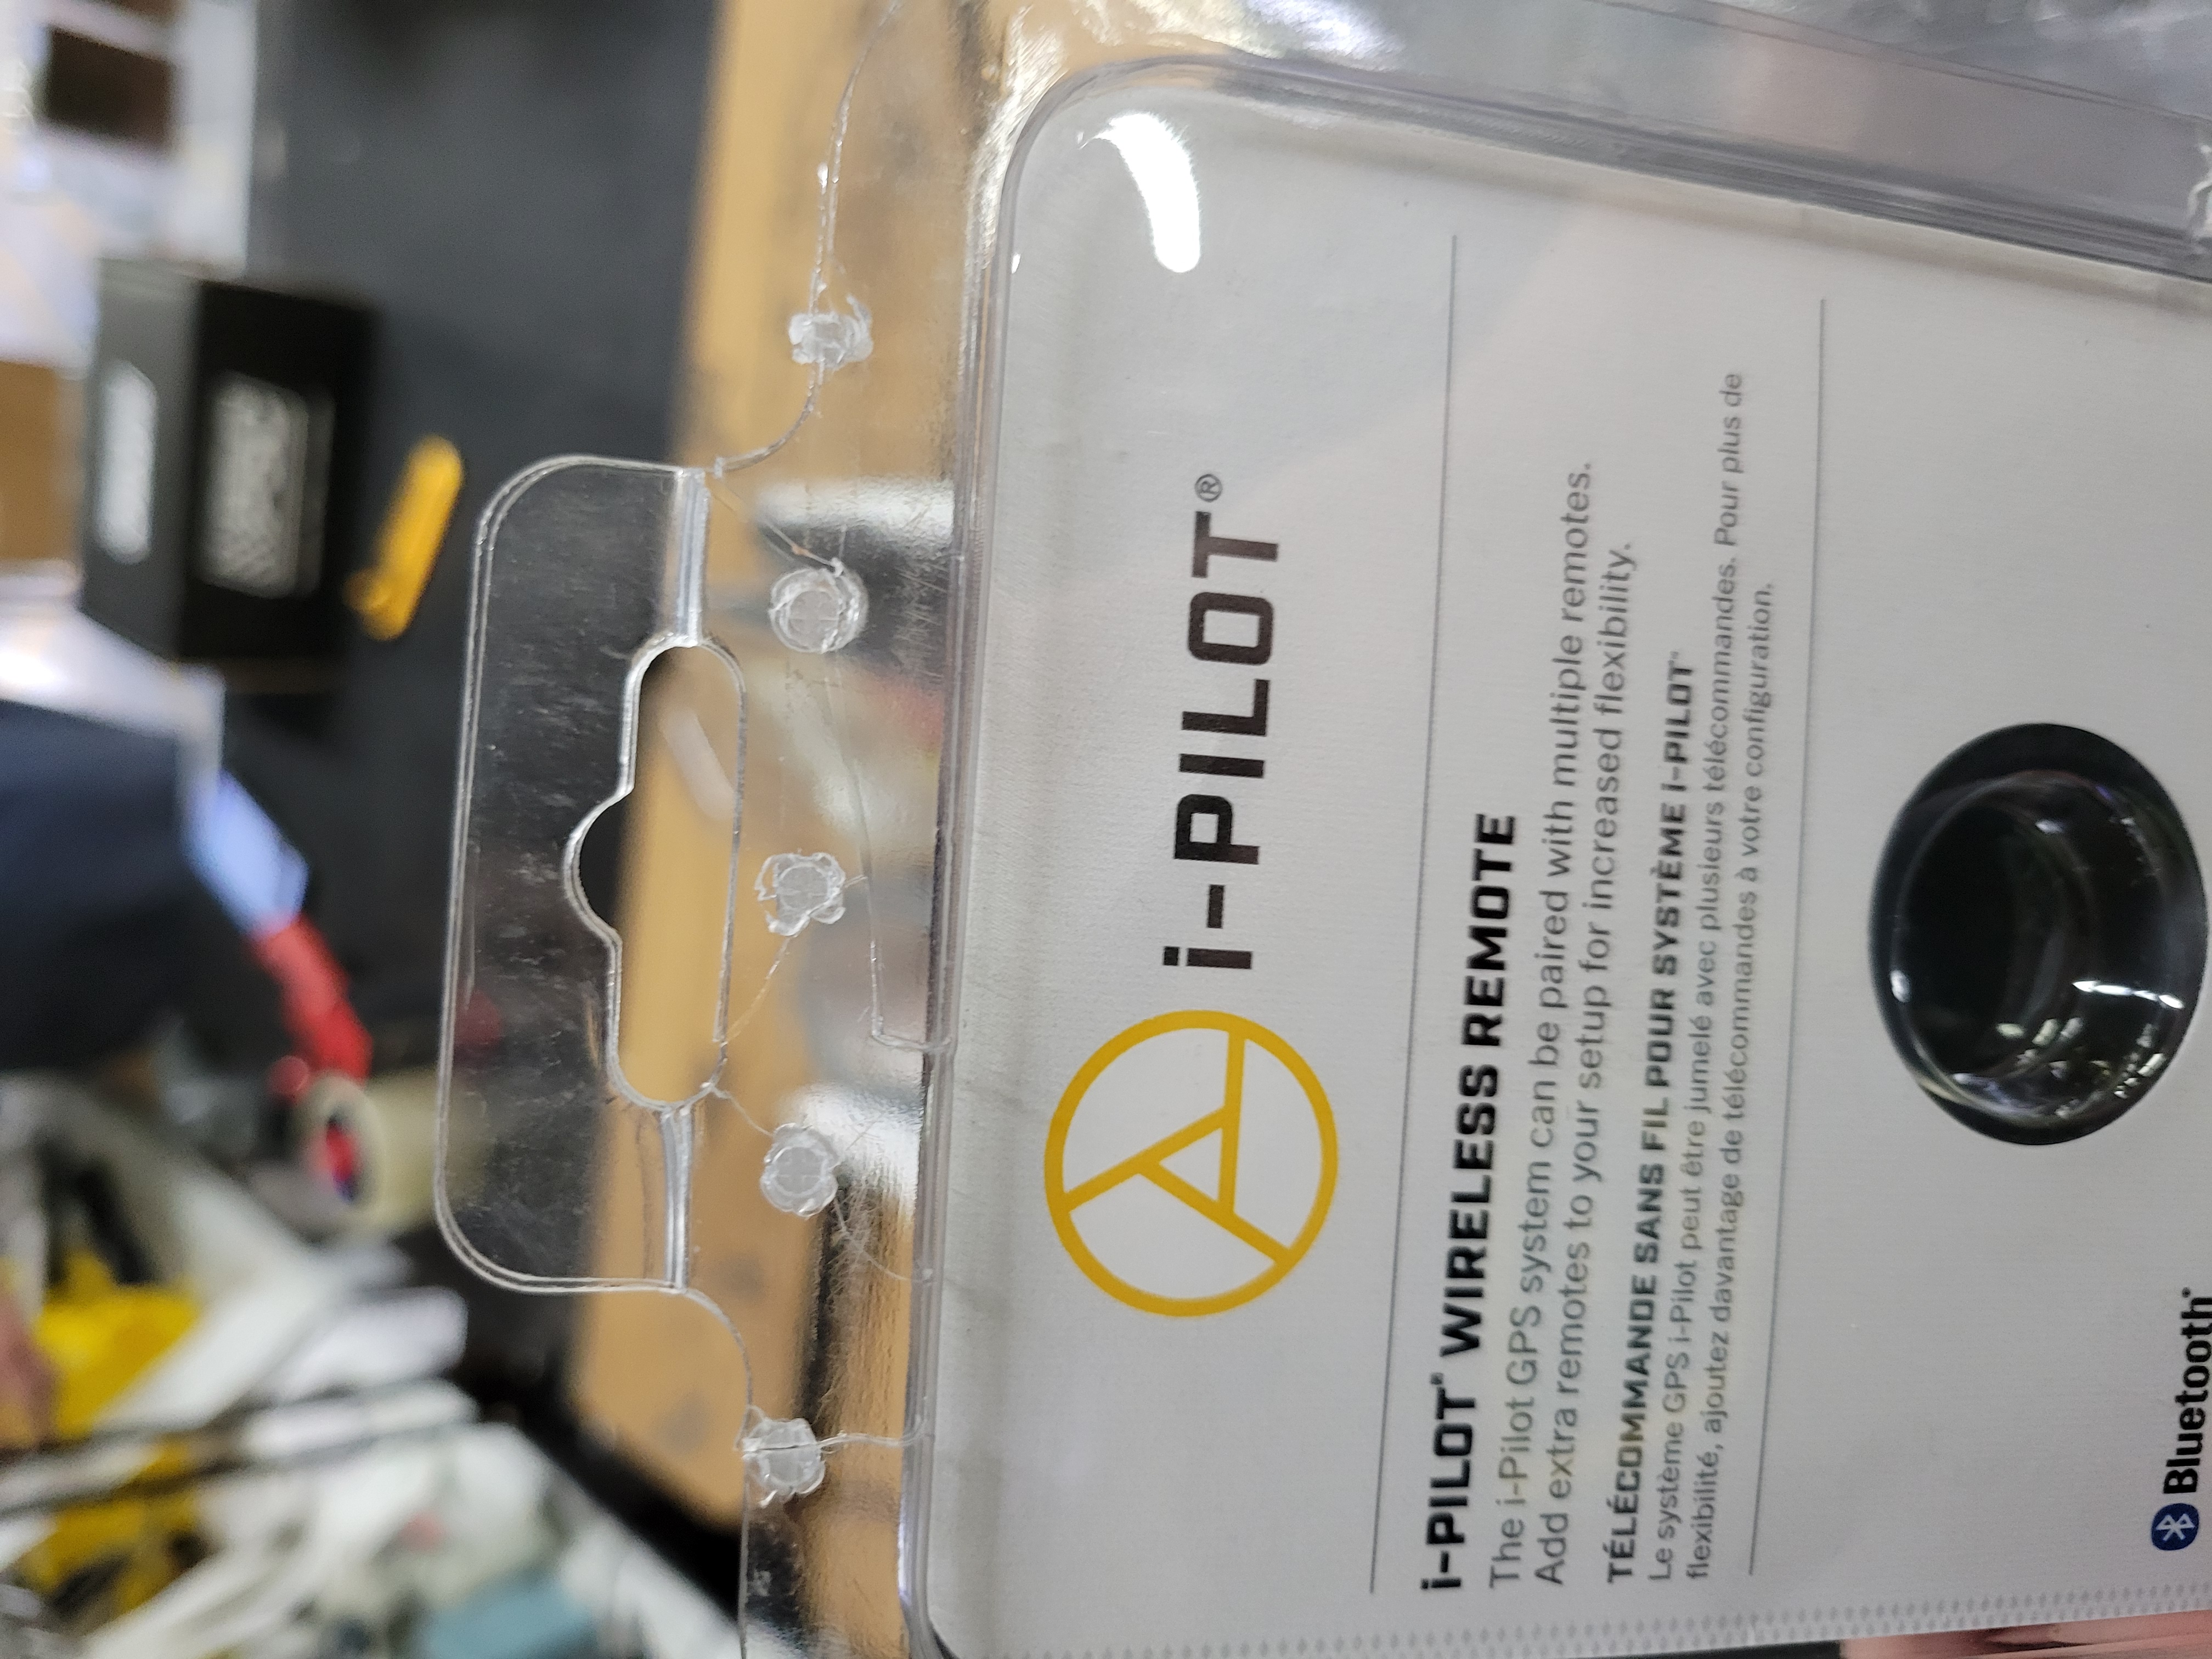 i-PILOT®
i-PILOT® WIRELESS REMOTE
The i-Pilot GPS system can be paired with multiple remotes.
Add extra remotes to your setup for increased flexibility.
TÉLÉCOMMANDE SANS FIL POUR SYSTÈME i-PILOT®
Le système GPS i-Pilot peut être jumelé avec plusieurs télécommandes. Pour plus de
flexibilité, ajoutez davantage de télécommandes à votre configuration.
Bluetooth®